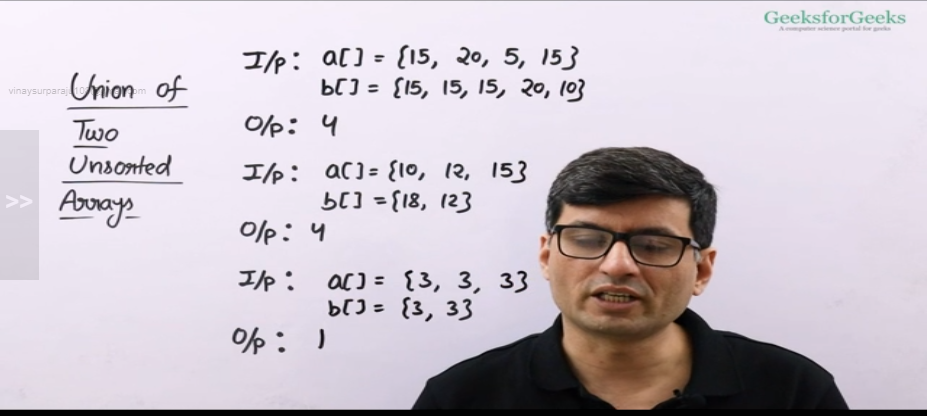 GeeksforGeeks
A computer science portal for geeks
Union of
Two
Unsorted
Arrays
I/p: a[] = {15, 20, 5, 15}
b[] = {15, 15, 15, 20, 10}
O/p: 4
I/p: a[] = {10, 12, 15}
b[] = {18, 12}
O/p: 4
I/p: a[] = {3, 3, 3}
b[] = {3, 3}
O/p: 1
>>